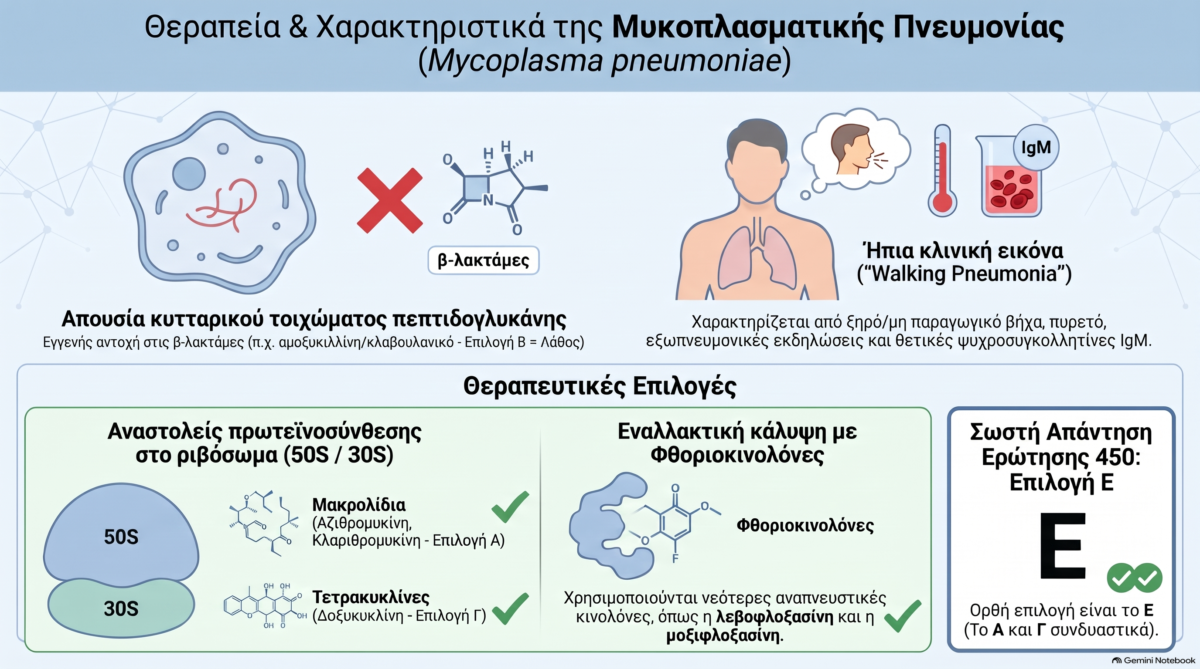 Θεραπεία & Χαρακτηριστικά της Μυκοπλασματικής Πνευμονίας
(Mycoplasma pneumoniae)
H
H
H
O
N
O
O
β-λακτάμες
Απουσία κυτταρικού τοιχώματος πεπτιδογλυκάνης
Εγγενής αντοχή στις β-λακτάμες (π.χ. αμοξυκιλλίνη/κλαβουλανικό - Επιλογή Β = Λάθος)
IgM
Ήπια κλινική εικόνα
(“Walking Pneumonia”)
Χαρακτηρίζεται από ξηρό/μη παραγωγικό βήχα, πυρετό,
εξωπνευμονικές εκδηλώσεις και θετικές ψυχροσυγκολλητίνες IgM.
Θεραπευτικές Επιλογές
Αναστολείς πρωτεϊνοσύνθεσης
στο ριβόσωμα (50S / 30S)
50S
30S
Μακρολίδια
(Αζιθρομυκίνη,
Κλαριθρομυκίνη - Επιλογή Α)
Τετρακυκλίνες
(Δοξυκυκλίνη - Επιλογή Γ)
Εναλλακτική κάλυψη με
Φθοριοκινολόνες
O
O
O
F
Φθοριοκινολόνες
Χρησιμοποιούνται νεότερες αναπνευστικές
κινολόνες, όπως η λεβοφλοξασίνη και η
μοξιφλοξασίνη.
Σωστή Απάντηση
Ερώτησης 450:
Επιλογή Ε
E
Ορθή επιλογή είναι το Ε
(Το Α και Γ συνδυαστικά).
Gemini Notebook